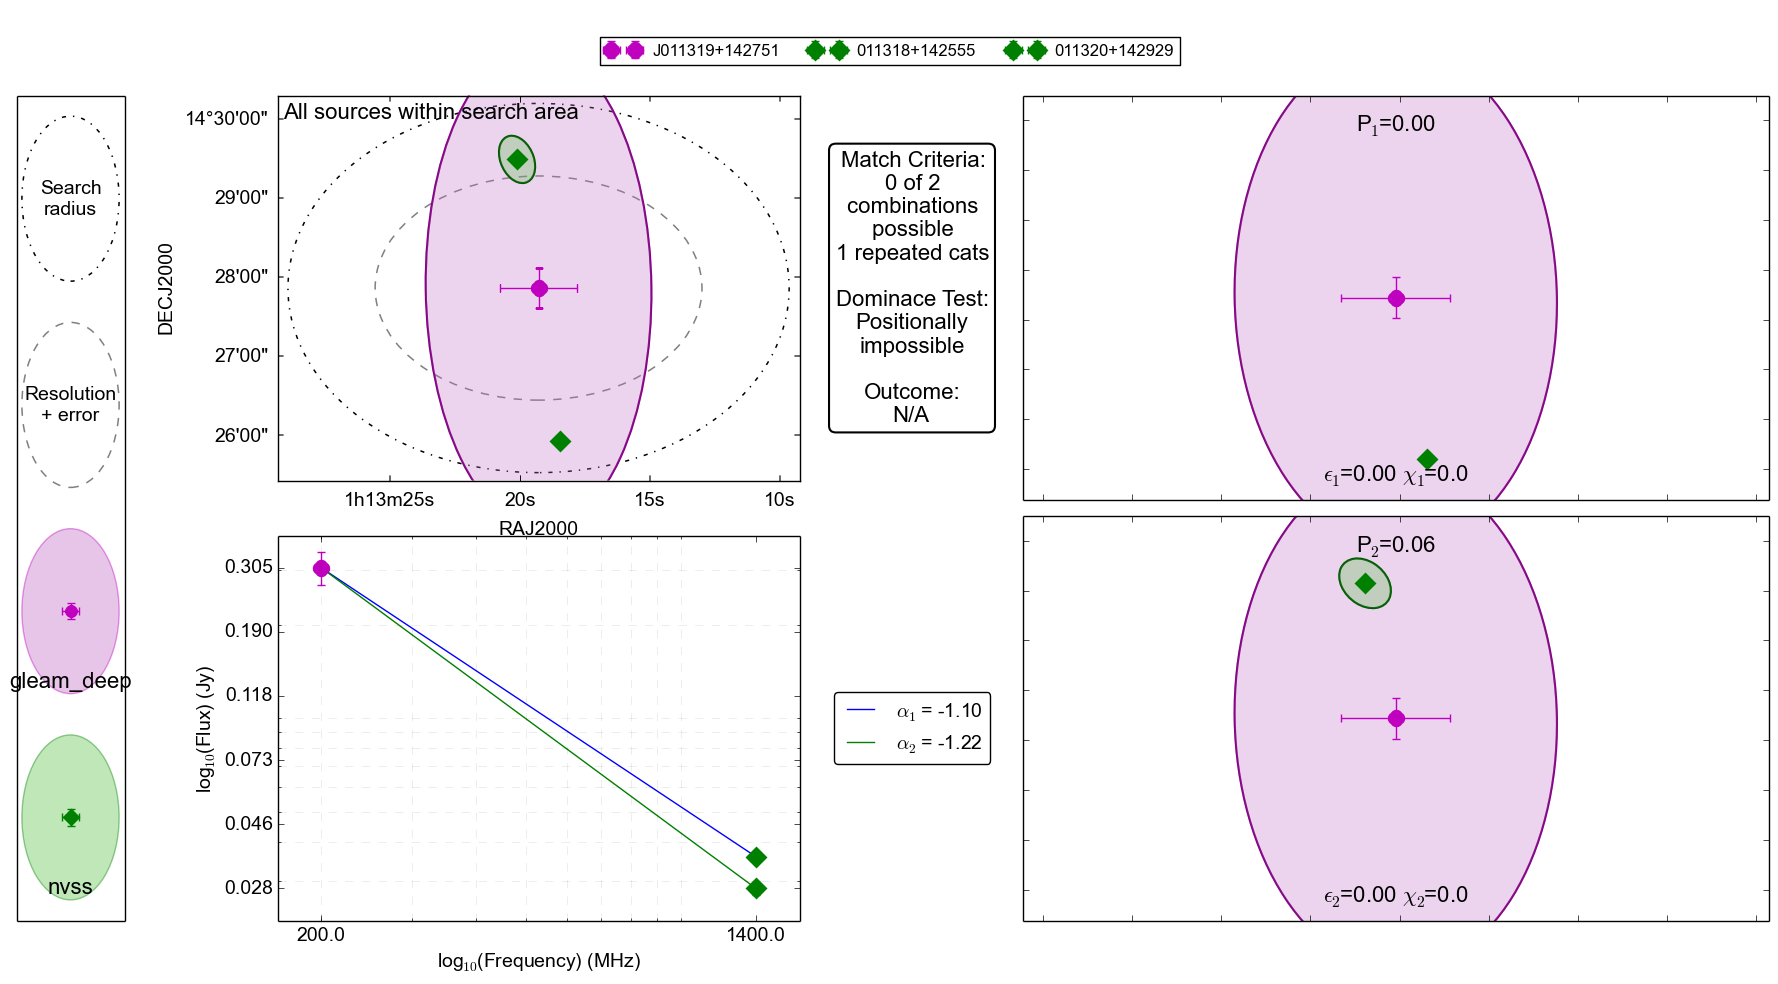 J011319+142751 011318+142555 011320+142929
Search
radius
Resolution
+ error
gleam_deep
nvss
All sources within search area
DECJ2000
14°30'00"
29'00"
28'00"
27'00"
26'00"
1h13m25s 20s 15s 10s
RAJ2000
Match Criteria:
0 of 2
combinations
possible
1 repeated cats
Dominace Test:
Positionally
impossible
Outcome:
N/A
P₁=0.00
ϵ₁=0.00 χ₁=0.0
log₁₀(Flux) (Jy)
0.305
0.190
0.118
0.073
0.046
0.028
200.0 1400.0
log₁₀(Frequency) (MHz)
α₁ = -1.10
α₂ = -1.22
P₂=0.06
ϵ₂=0.00 χ₂=0.0